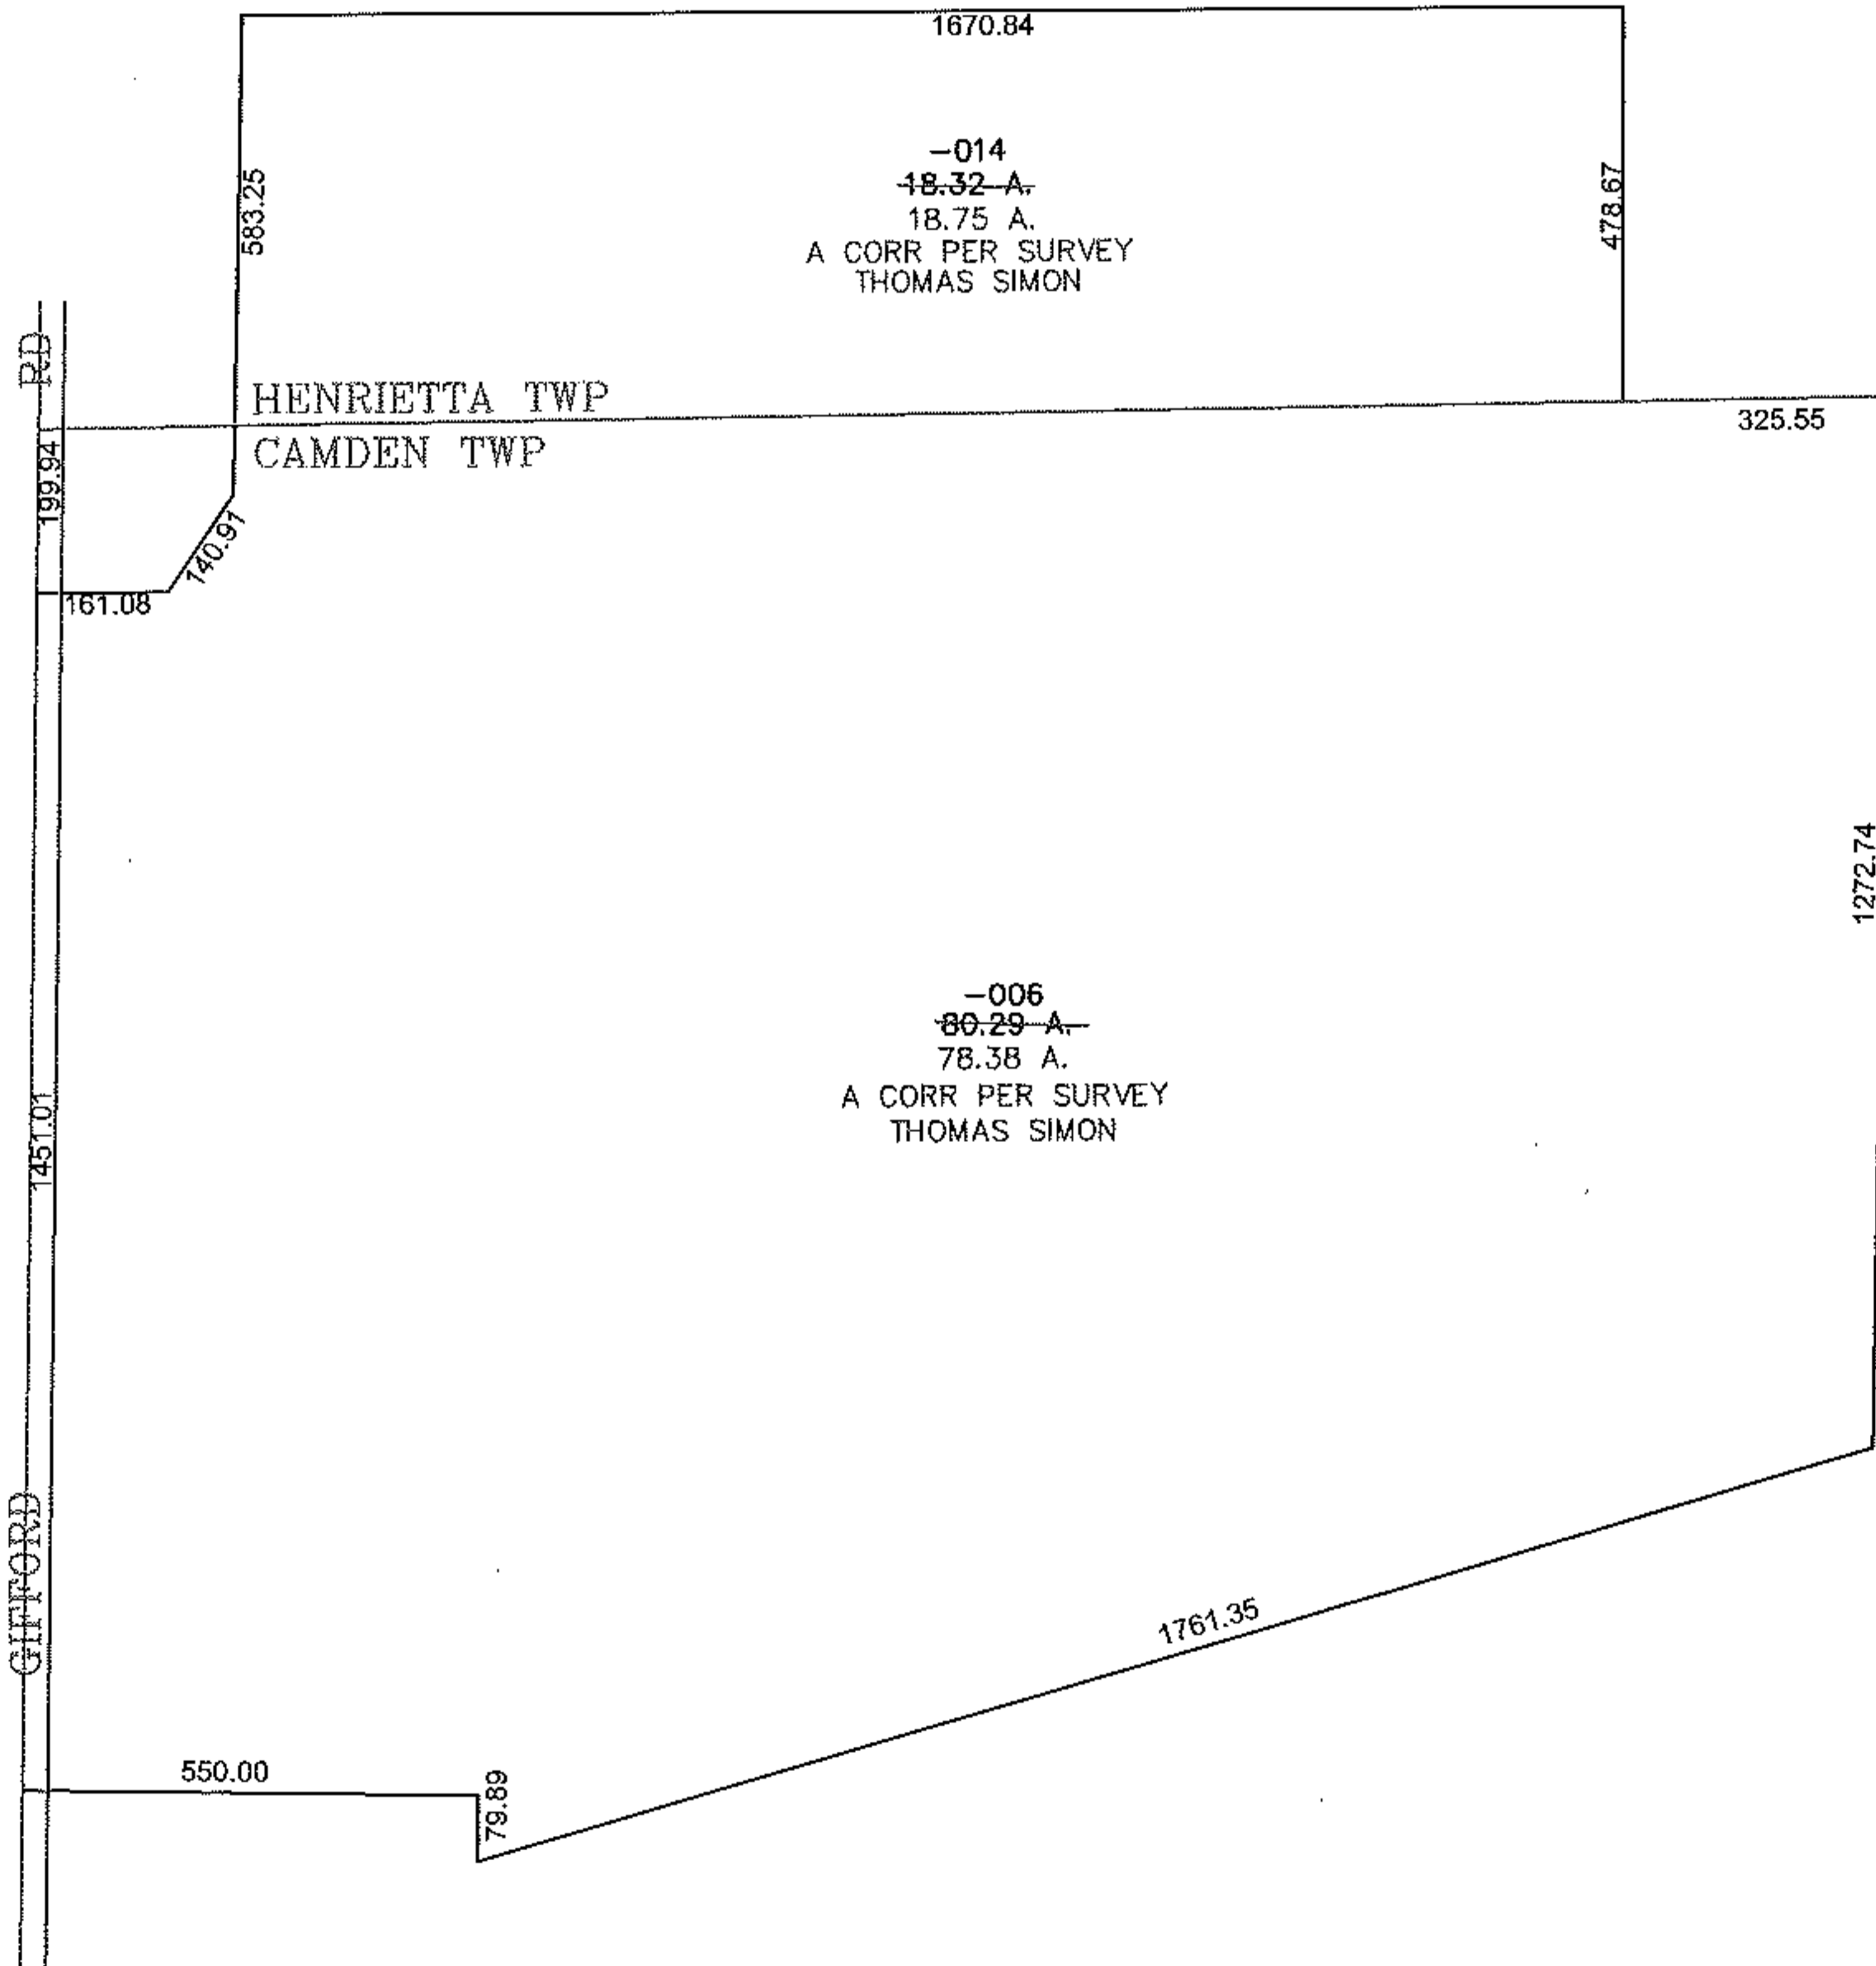 1670.84
-014
18.32 A.
18.75 A.
A CORR PER SURVEY
THOMAS SIMON
583.25
478.67
RD
HENRIETTA TWP
325.55
CAMDEN TWP
199.94
140.91
161.08
1272.74
-006
80.29 A.
78.38 A.
A CORR PER SURVEY
THOMAS SIMON
1451.01
GIFFORD
1761.35
550.00
79.89